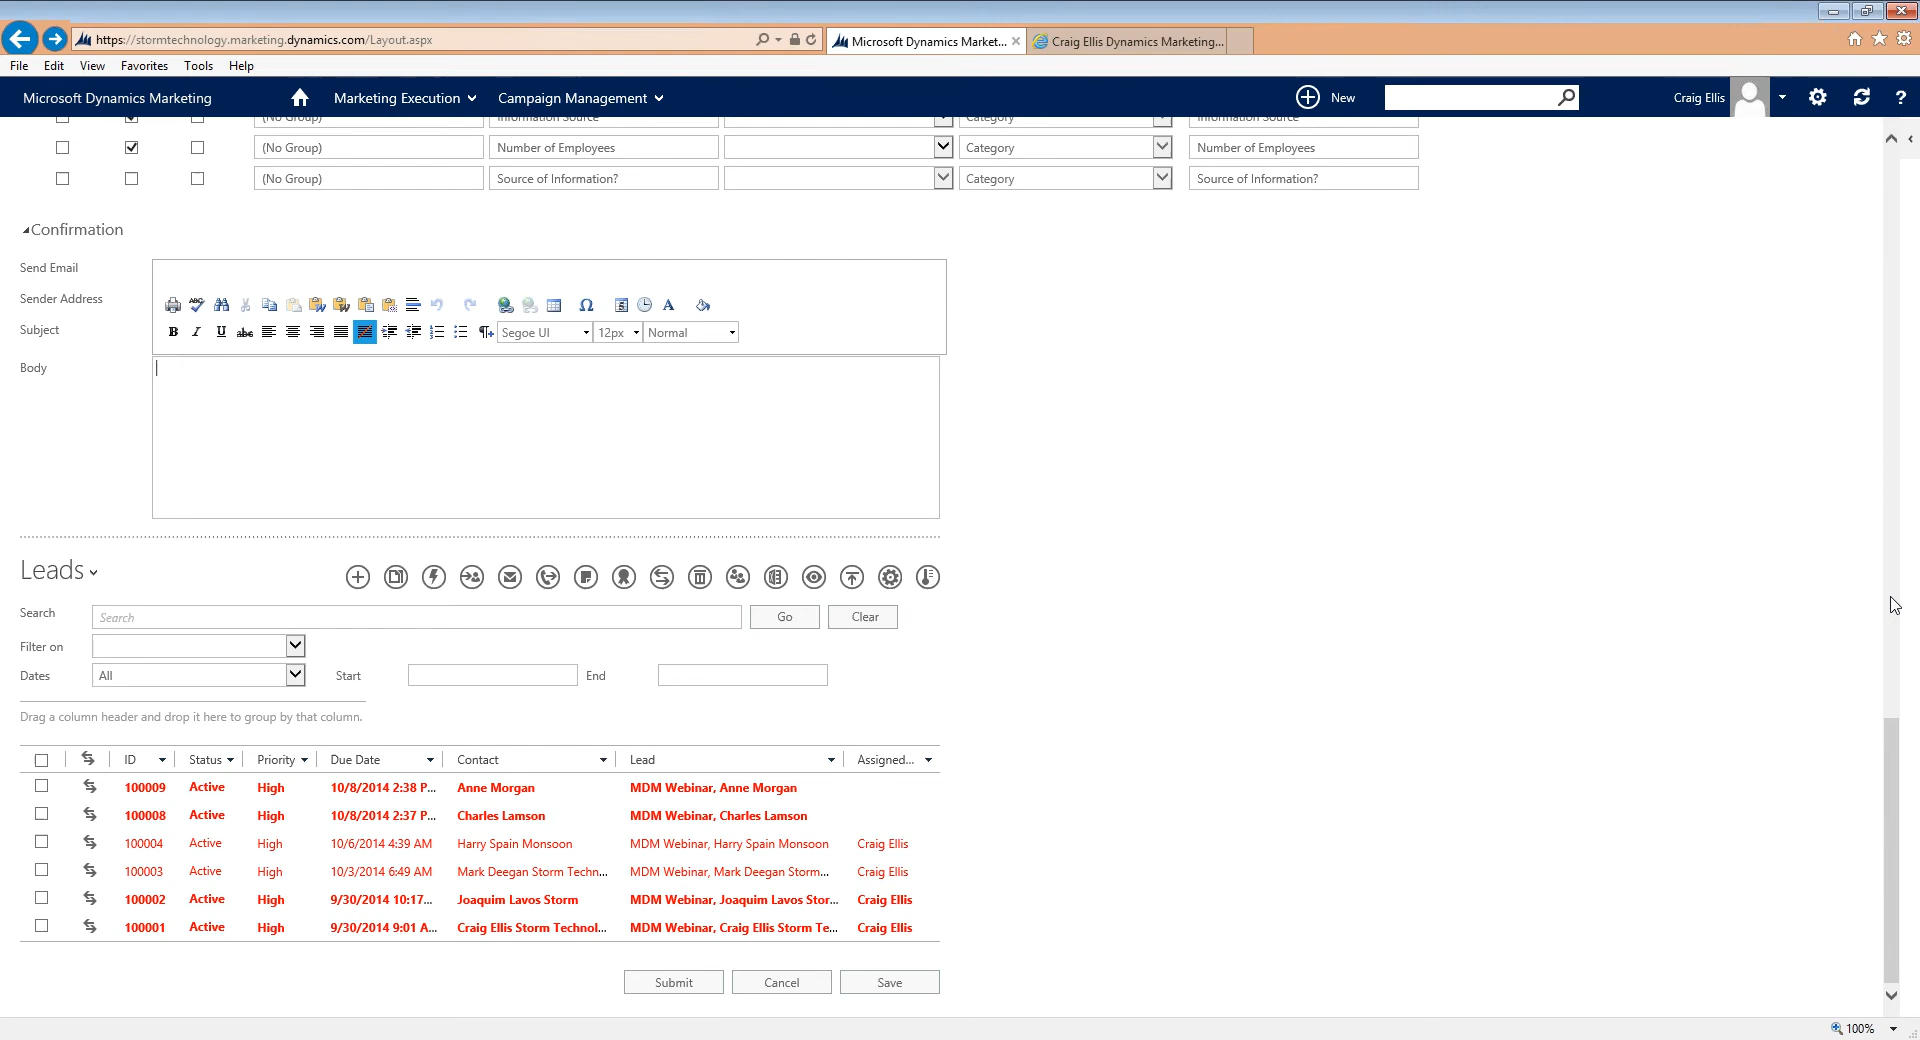 https://stormtechnology.marketing.dynamics.com/Layout.aspx
Microsoft Dynamics Market...
Craig Ellis Dynamics Marketing...
File Edit View Favorites Tools Help
Microsoft Dynamics Marketing Marketing Execution Campaign Management New Craig Ellis ?
(No Group) Information Source Category Information Source
(No Group) Number of Employees Category Number of Employees
(No Group) Source of Information? Category Source of Information?
Confirmation
Send Email
Sender Address
Subject
B I U abc Segoe UI 12px Normal
Body
Leads
Search Search Go Clear
Filter on
Dates All Start End
Drag a column header and drop it here to group by that column.
ID Status Priority Due Date Contact Lead Assigned...
100009 Active High 10/8/2014 2:38 P... Anne Morgan MDM Webinar, Anne Morgan
100008 Active High 10/8/2014 2:37 P... Charles Lamson MDM Webinar, Charles Lamson
100004 Active High 10/6/2014 4:39 AM Harry Spain Monsoon MDM Webinar, Harry Spain Monsoon Craig Ellis
100003 Active High 10/3/2014 6:49 AM Mark Deegan Storm Techn... MDM Webinar, Mark Deegan Storm... Craig Ellis
100002 Active High 9/30/2014 10:17... Joaquim Lavos Storm MDM Webinar, Joaquim Lavos Stor... Craig Ellis
100001 Active High 9/30/2014 9:01 A... Craig Ellis Storm Technol... MDM Webinar, Craig Ellis Storm Te... Craig Ellis
Submit Cancel Save
100%